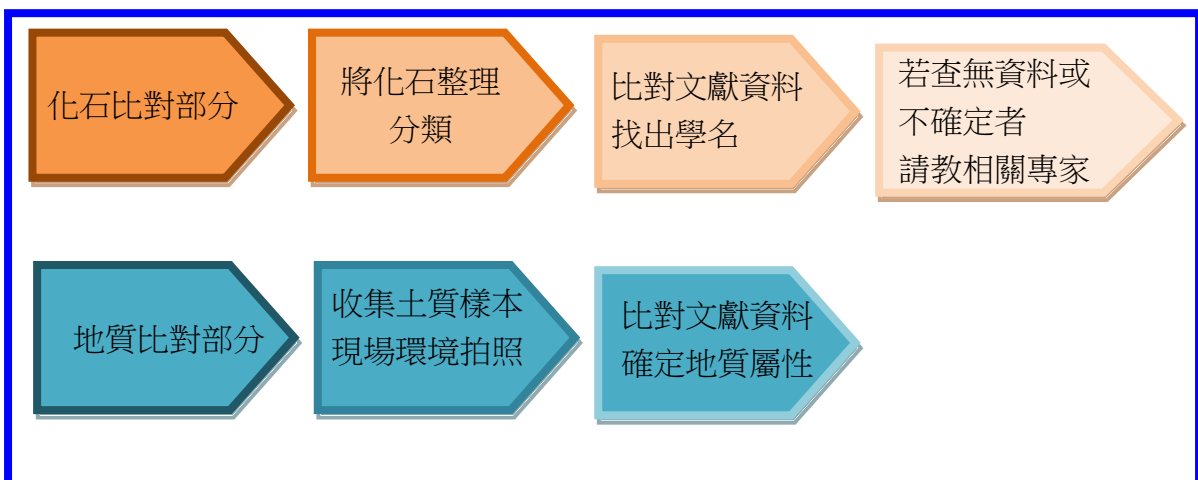 化石比對部分
將化石整理
分類
比對文獻資料
找出學名
若查無資料或
不確定者
請教相關專家
地質比對部分
收集土質樣本
現場環境拍照
比對文獻資料
確定地質屬性